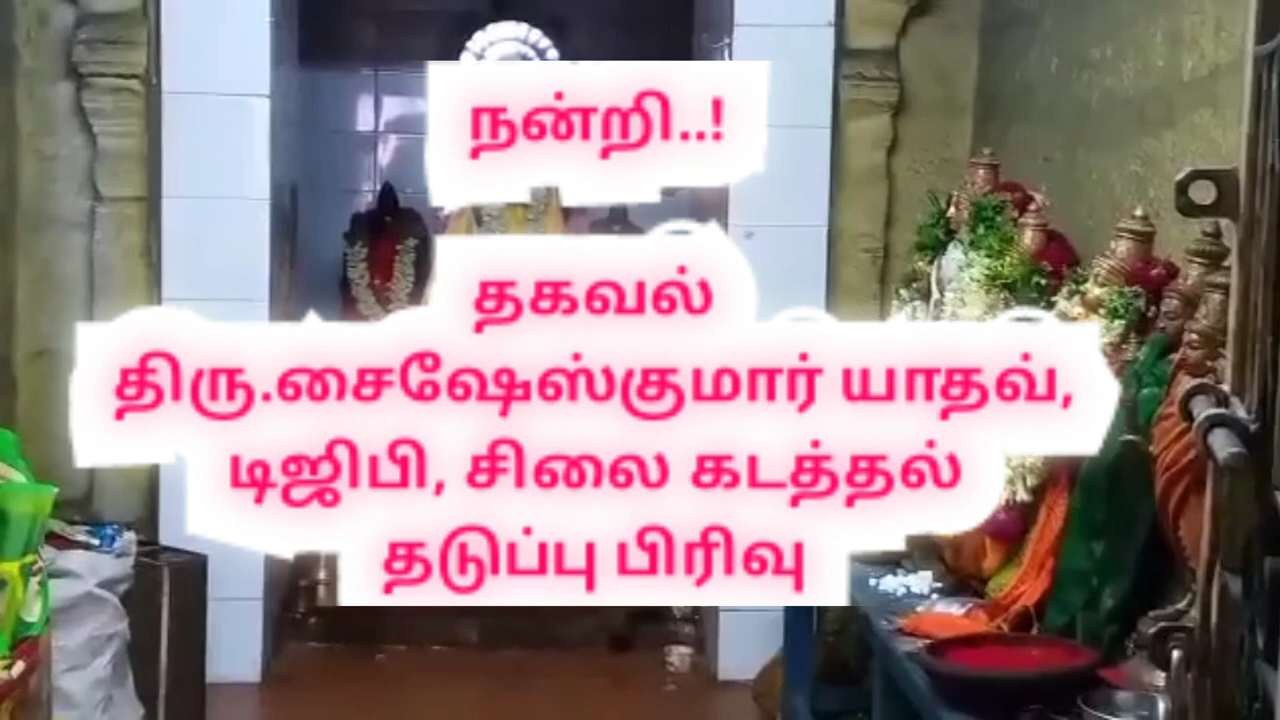 நன்றி..!
தகவல்
திரு.சைஷேஸ்குமார் யாதவ்,
டிஜிபி, சிலை கடத்தல்
தடுப்பு பிரிவு